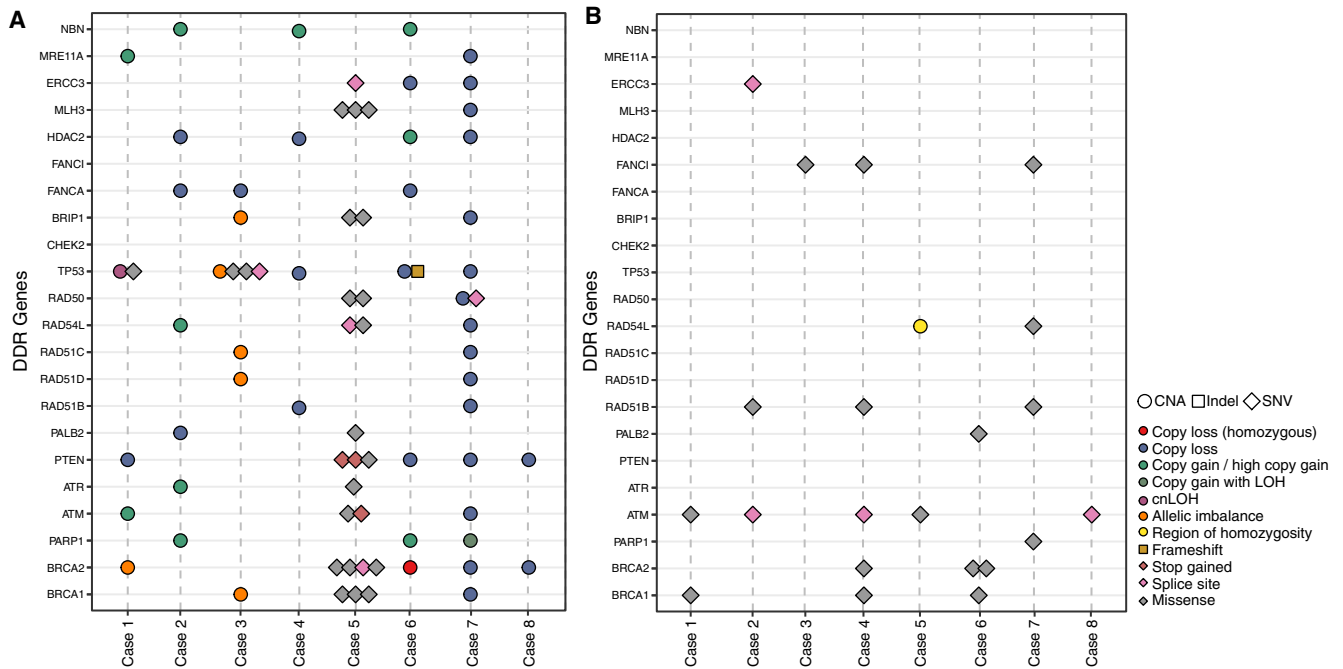 A
DDR Genes
NBN
MRE11A
ERCC3
MLH3
HDAC2
FANCI
FANCA
BRIP1
CHEK2
TP53
RAD50
RAD54L
RAD51C
RAD51D
RAD51B
PALB2
PTEN
ATR
ATM
PARP1
BRCA2
BRCA1
Case 1
Case 2
Case 3
Case 4
Case 5
Case 6
Case 7
Case 8
B
DDR Genes
NBN
MRE11A
ERCC3
MLH3
HDAC2
FANCI
FANCA
BRIP1
CHEK2
TP53
RAD50
RAD54L
RAD51C
RAD51D
RAD51B
PALB2
PTEN
ATR
ATM
PARP1
BRCA2
BRCA1
Case 1
Case 2
Case 3
Case 4
Case 5
Case 6
Case 7
Case 8
CNA Indel SNV
Copy loss (homozygous)
Copy loss
Copy gain / high copy gain
Copy gain with LOH
cnLOH
Allelic imbalance
Region of homozygosity
Frameshift
Stop gained
Splice site
Missense